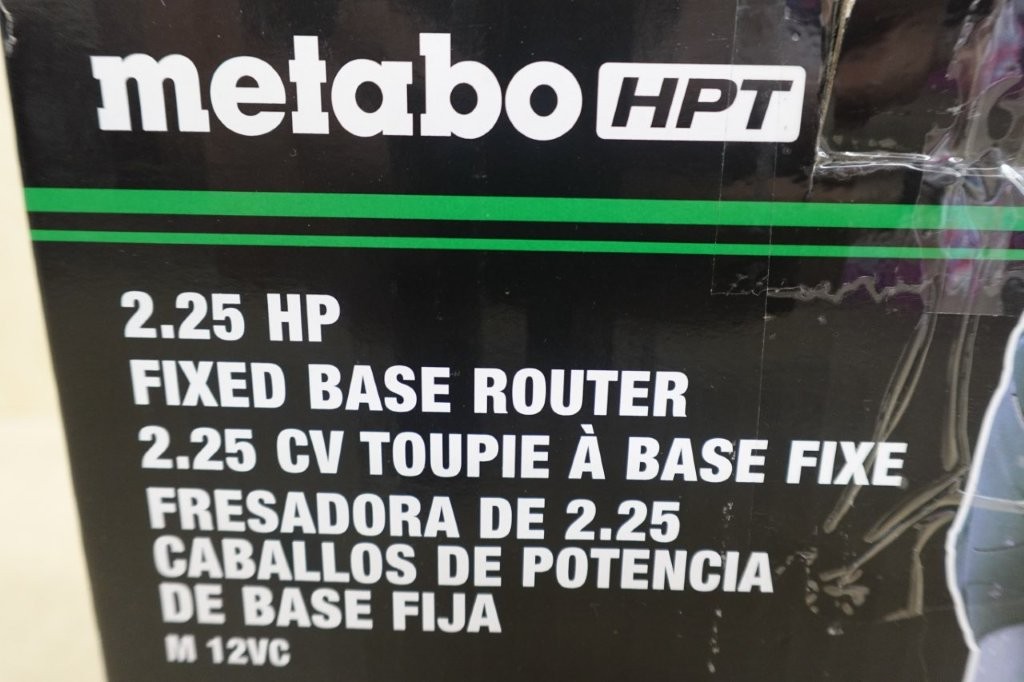 metabo HPT
2.25 HP
FIXED BASE ROUTER
2.25 CV TOUPIE À BASE FIXE
FRESADORA DE 2.25
CABALLOS DE POTENCIA
DE BASE FIJA
M 12VC